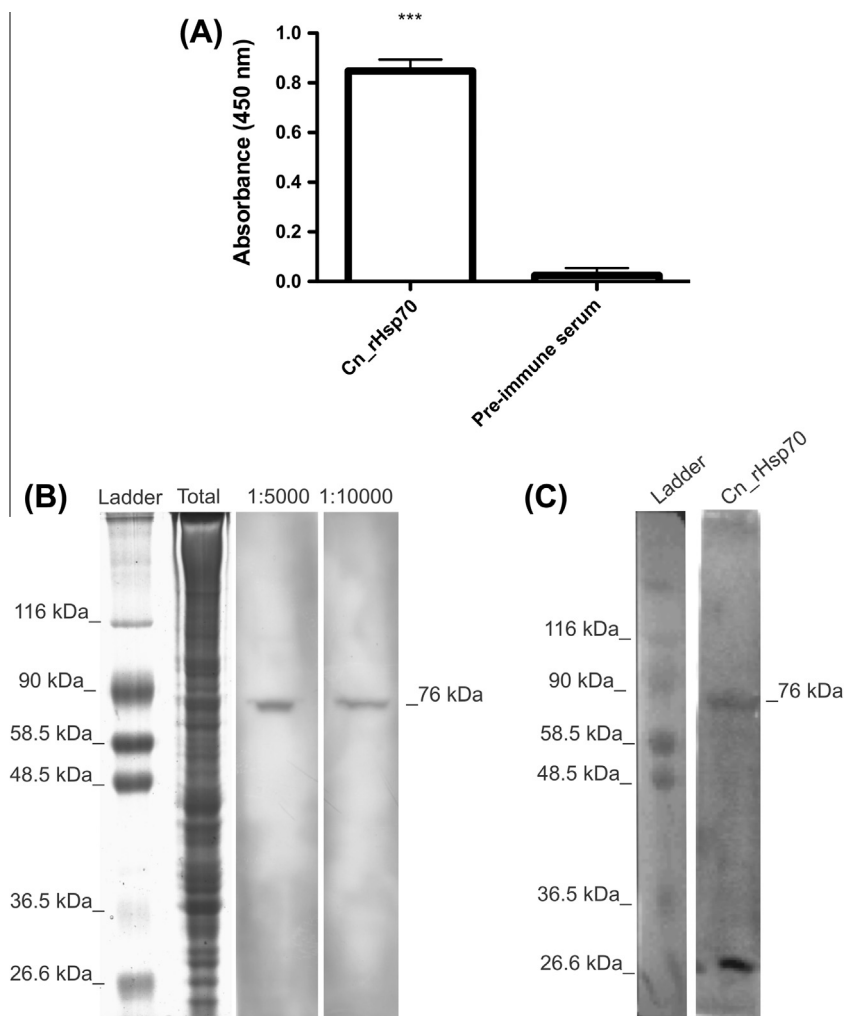 (A)
***
1.0
0.8
0.6
0.4
0.2
0.0
Absorbance (450 nm)
Cn_rHsp70
Pre-immune serum
(B)
Ladder Total 1:5000 1:10000
116 kDa_
90 kDa_
58.5 kDa_
48.5 kDa_
36.5 kDa_
26.6 kDa_
_76 kDa
(C)
Ladder
Cn_rHsp70
116 kDa_
90 kDa_
58.5 kDa_
48.5 kDa_
36.5 kDa_
26.6 kDa_
_76 kDa